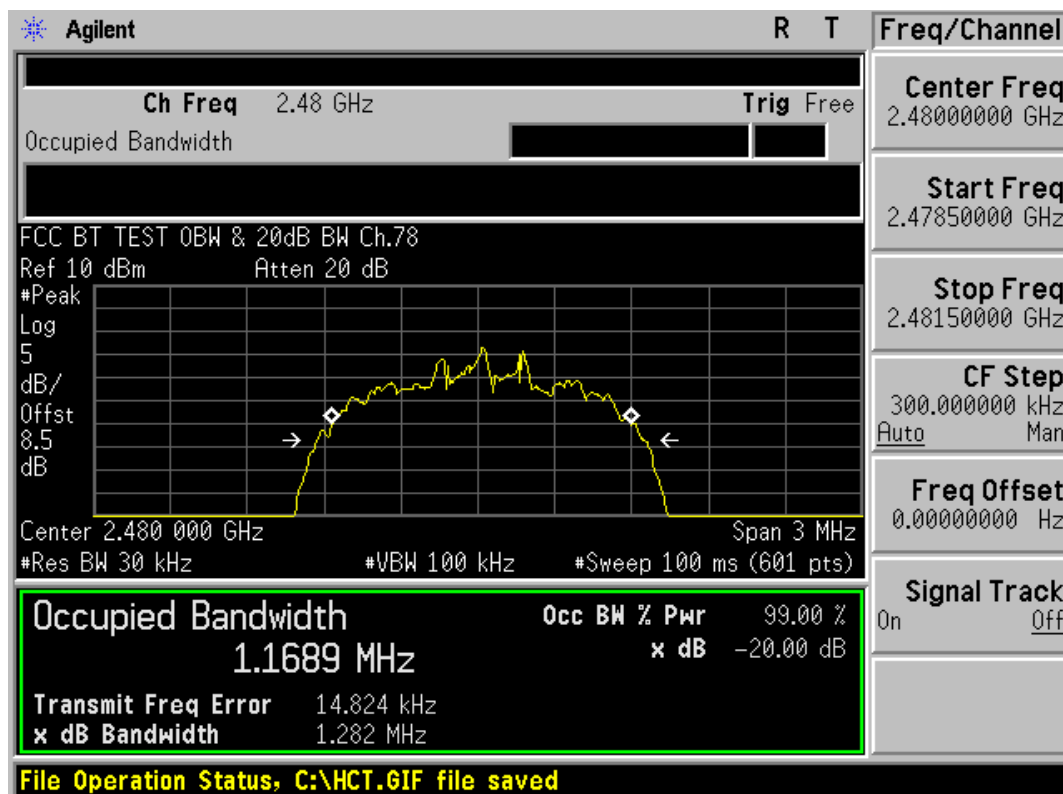 Agilent R T
Freq/Channel
Ch Freq 2.48 GHz Trig Free
Occupied Bandwidth
FCC BT TEST OBW & 20dB BW Ch.78
Ref 10 dBm Atten 20 dB
#Peak
Log
5
dB/
Offst
8.5
dB
Center 2.480 000 GHz Span 3 MHz
#Res BW 30 kHz #VBW 100 kHz #Sweep 100 ms (601 pts)
Occupied Bandwidth
1.1689 MHz
Occ BW % Pwr 99.00 %
x dB -20.00 dB
Transmit Freq Error 14.824 kHz
x dB Bandwidth 1.282 MHz
Center Freq
2.48000000 GHz
Start Freq
2.47850000 GHz
Stop Freq
2.48150000 GHz
CF Step
300.000000 kHz
Auto Man
Freq Offset
0.00000000 Hz
Signal Track
On Off
File Operation Status, C:\HCT.GIF file saved